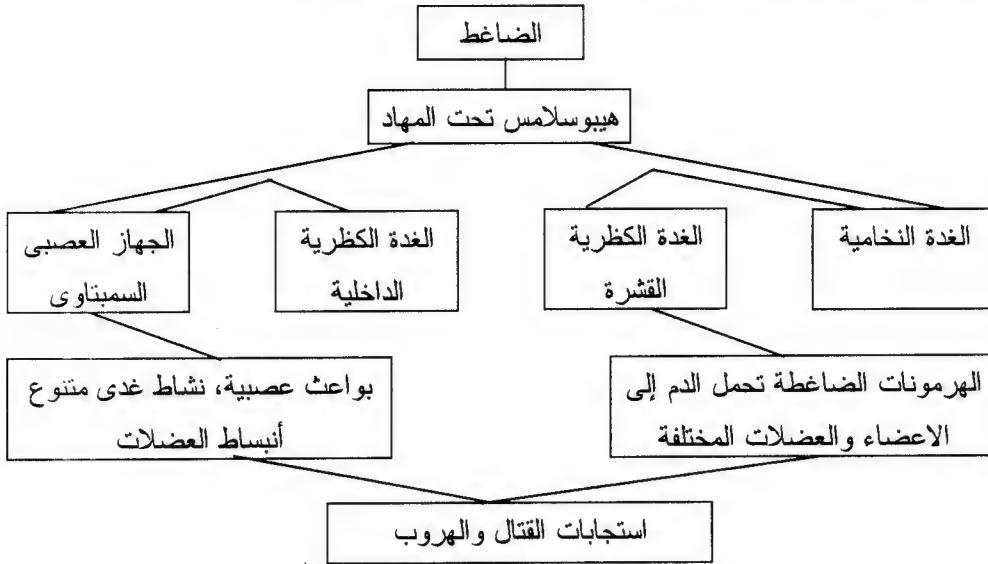 الضاغط
هيبوسلامس تحت المهاد
الغدة النخامية
الغدة الكظرية
القشرة
الغدة الكظرية
الداخلية
الجهاز العصبى
السمبتاوى
الهرمونات الضاغطة تحمل الدم إلى
الاعضاء والعضلات المختلفة
بواعث عصبية، نشاط غدى متنوع
أنبساط العضلات
استجابات القتال والهروب